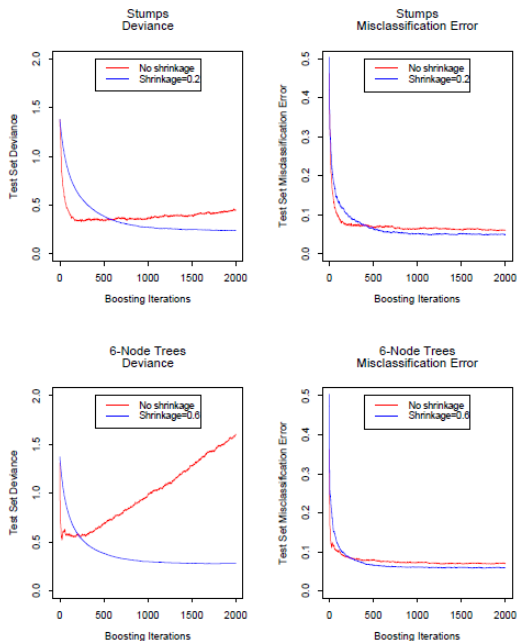 Stumps
Deviance
No shrinkage
Shrinkage=0.2
Test Set Deviance
0.0 0.5 1.0 1.5 2.0
0 500 1000 1500 2000
Boosting Iterations
Stumps
Misclassification Error
No shrinkage
Shrinkage=0.2
Test Set Misclassification Error
0.0 0.1 0.2 0.3 0.4 0.5
0 500 1000 1500 2000
Boosting Iterations
6-Node Trees
Deviance
No shrinkage
Shrinkage=0.6
Test Set Deviance
0.0 0.5 1.0 1.5 2.0
0 500 1000 1500 2000
Boosting Iterations
6-Node Trees
Misclassification Error
No shrinkage
Shrinkage=0.6
Test Set Misclassification Error
0.0 0.1 0.2 0.3 0.4 0.5
0 500 1000 1500 2000
Boosting Iterations